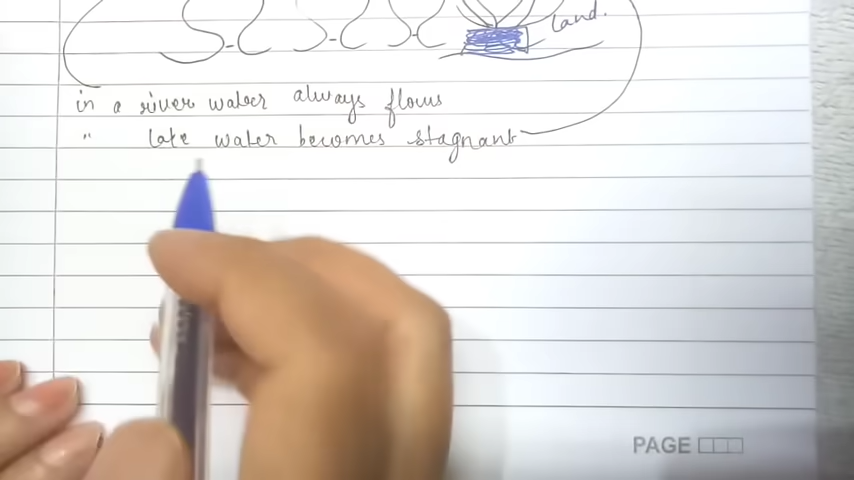 Land.
in a river water always flows
" lake water becomes stagnant
PAGE